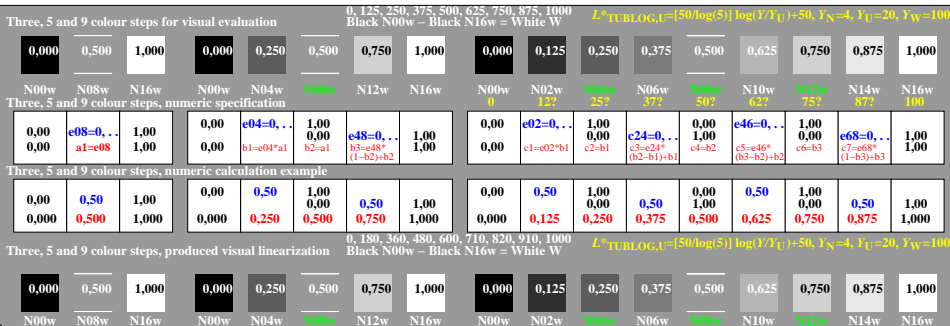 0, 125, 250, 375, 500, 625, 750, 875, 1000
Three, 5 and 9 colour steps for visual evaluation Black N00w – Black N16w = White W L*TUBLOG,U=[50/log(5)] log(Y/YU)+50, YN=4, YU=20, YW=100
0,000 0,500 1,000 0,000 0,250 0,500 0,750 1,000 0,000 0,125 0,250 0,375 0,500 0,625 0,750 0,875 1,000
N00w N08w N16w N00w N04w N08w N12w N16w N00w N02w N04w N06w N08w N10w N12w N14w N16w
Three, 5 and 9 colour steps, numeric specification 0 12? 25? 37? 50? 62? 75? 87? 100
0,00 e08=0, . . 1,00 0,00 e04=0, . . 1,00 0,00 e02=0, . . 1,00 0,00 e46=0, . . 1,00
0,00 e48=0, . . 1,00 0,00 e24=0, . . 1,00 0,00 e68=0, . . 1,00
0,00 a1=e08 1,00 0,00 b1=e04*a1 b2=a1 b3=e48*(1–b2)+b2 1,00 0,00 c1=e02*b1 c2=b1 c3=e24*(b2–b1)+b1 c4=b2 c5=e46*(b3–b2)+b2 c6=b3 c7=e68*(1–b3)+b3 1,00
Three, 5 and 9 colour steps, numeric calculation example
0,00 0,50 1,00 0,00 0,50 1,00 0,00 0,50 1,00 0,00 0,50 1,00
0,00 0,50 1,00 0,00 0,50 1,00 0,00 0,50 1,00
0,000 0,500 1,000 0,000 0,250 0,500 0,750 1,000 0,000 0,125 0,250 0,375 0,500 0,625 0,750 0,875 1,000
0, 180, 360, 480, 600, 710, 820, 910, 1000
Three, 5 and 9 colour steps, produced visual linearization Black N00w – Black N16w = White W L*TUBLOG,U=[50/log(5)] log(Y/YU)+50, YN=4, YU=20, YW=100
0,000 0,500 1,000 0,000 0,250 0,500 0,750 1,000 0,000 0,125 0,250 0,375 0,500 0,625 0,750 0,875 1,000
N00w N08w N16w N00w N04w N08w N12w N16w N00w N02w N04w N06w N08w N10w N12w N14w N16w